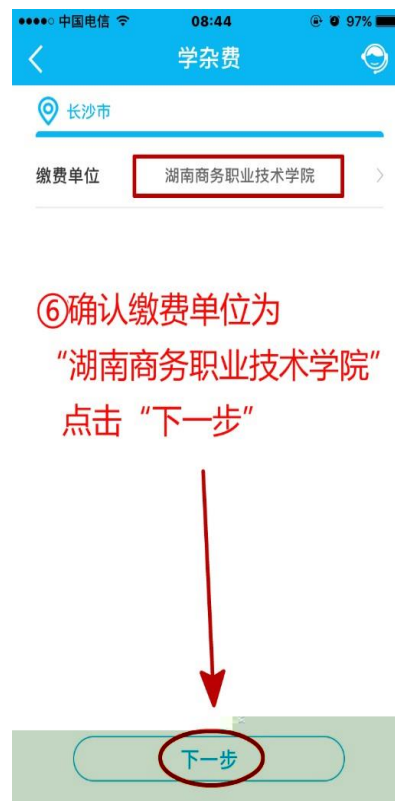 中国电信 08:44 97%
学杂费
长沙市
缴费单位 湖南商务职业技术学院
⑥确认缴费单位为
“湖南商务职业技术学院”
点击“下一步”
下一步